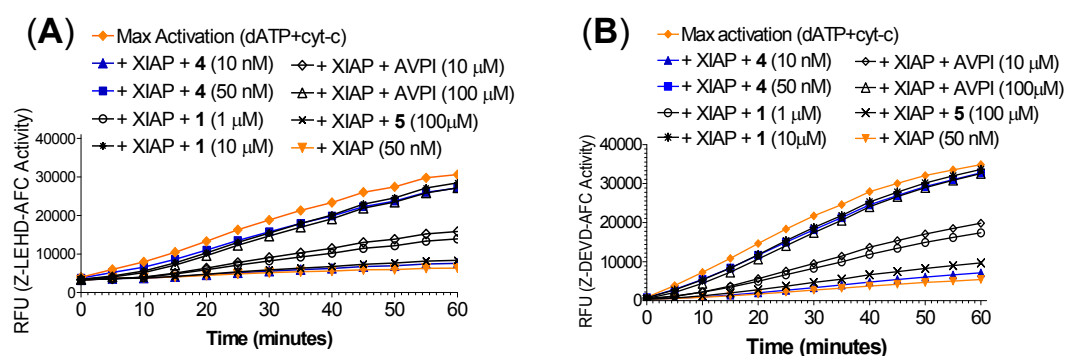 (A)
Max Activation (dATP+cyt-c)
+ XIAP + 4 (10 nM)
+ XIAP + 4 (50 nM)
+ XIAP + 1 (1 μM)
+ XIAP + 1 (10 μM)
+ XIAP + AVPI (10 μM)
+ XIAP + AVPI (100 μM)
+ XIAP + 5 (100μM)
+ XIAP (50 nM)
RFU (Z-LEHD-AFC Activity)
40000
30000
20000
10000
0
0 10 20 30 40 50 60
Time (minutes)
(B)
Max activation (dATP+cyt-c)
+ XIAP + 4 (10 nM)
+ XIAP + 4 (50 nM)
+ XIAP + 1 (1 μM)
+ XIAP + 1 (10μM)
+ XIAP + AVPI (10 μM)
+ XIAP + AVPI (100μM)
+ XIAP + 5 (100 μM)
+ XIAP (50 nM)
RFU (Z-DEVD-AFC Activity)
40000
30000
20000
10000
0
0 10 20 30 40 50 60
Time (minutes)